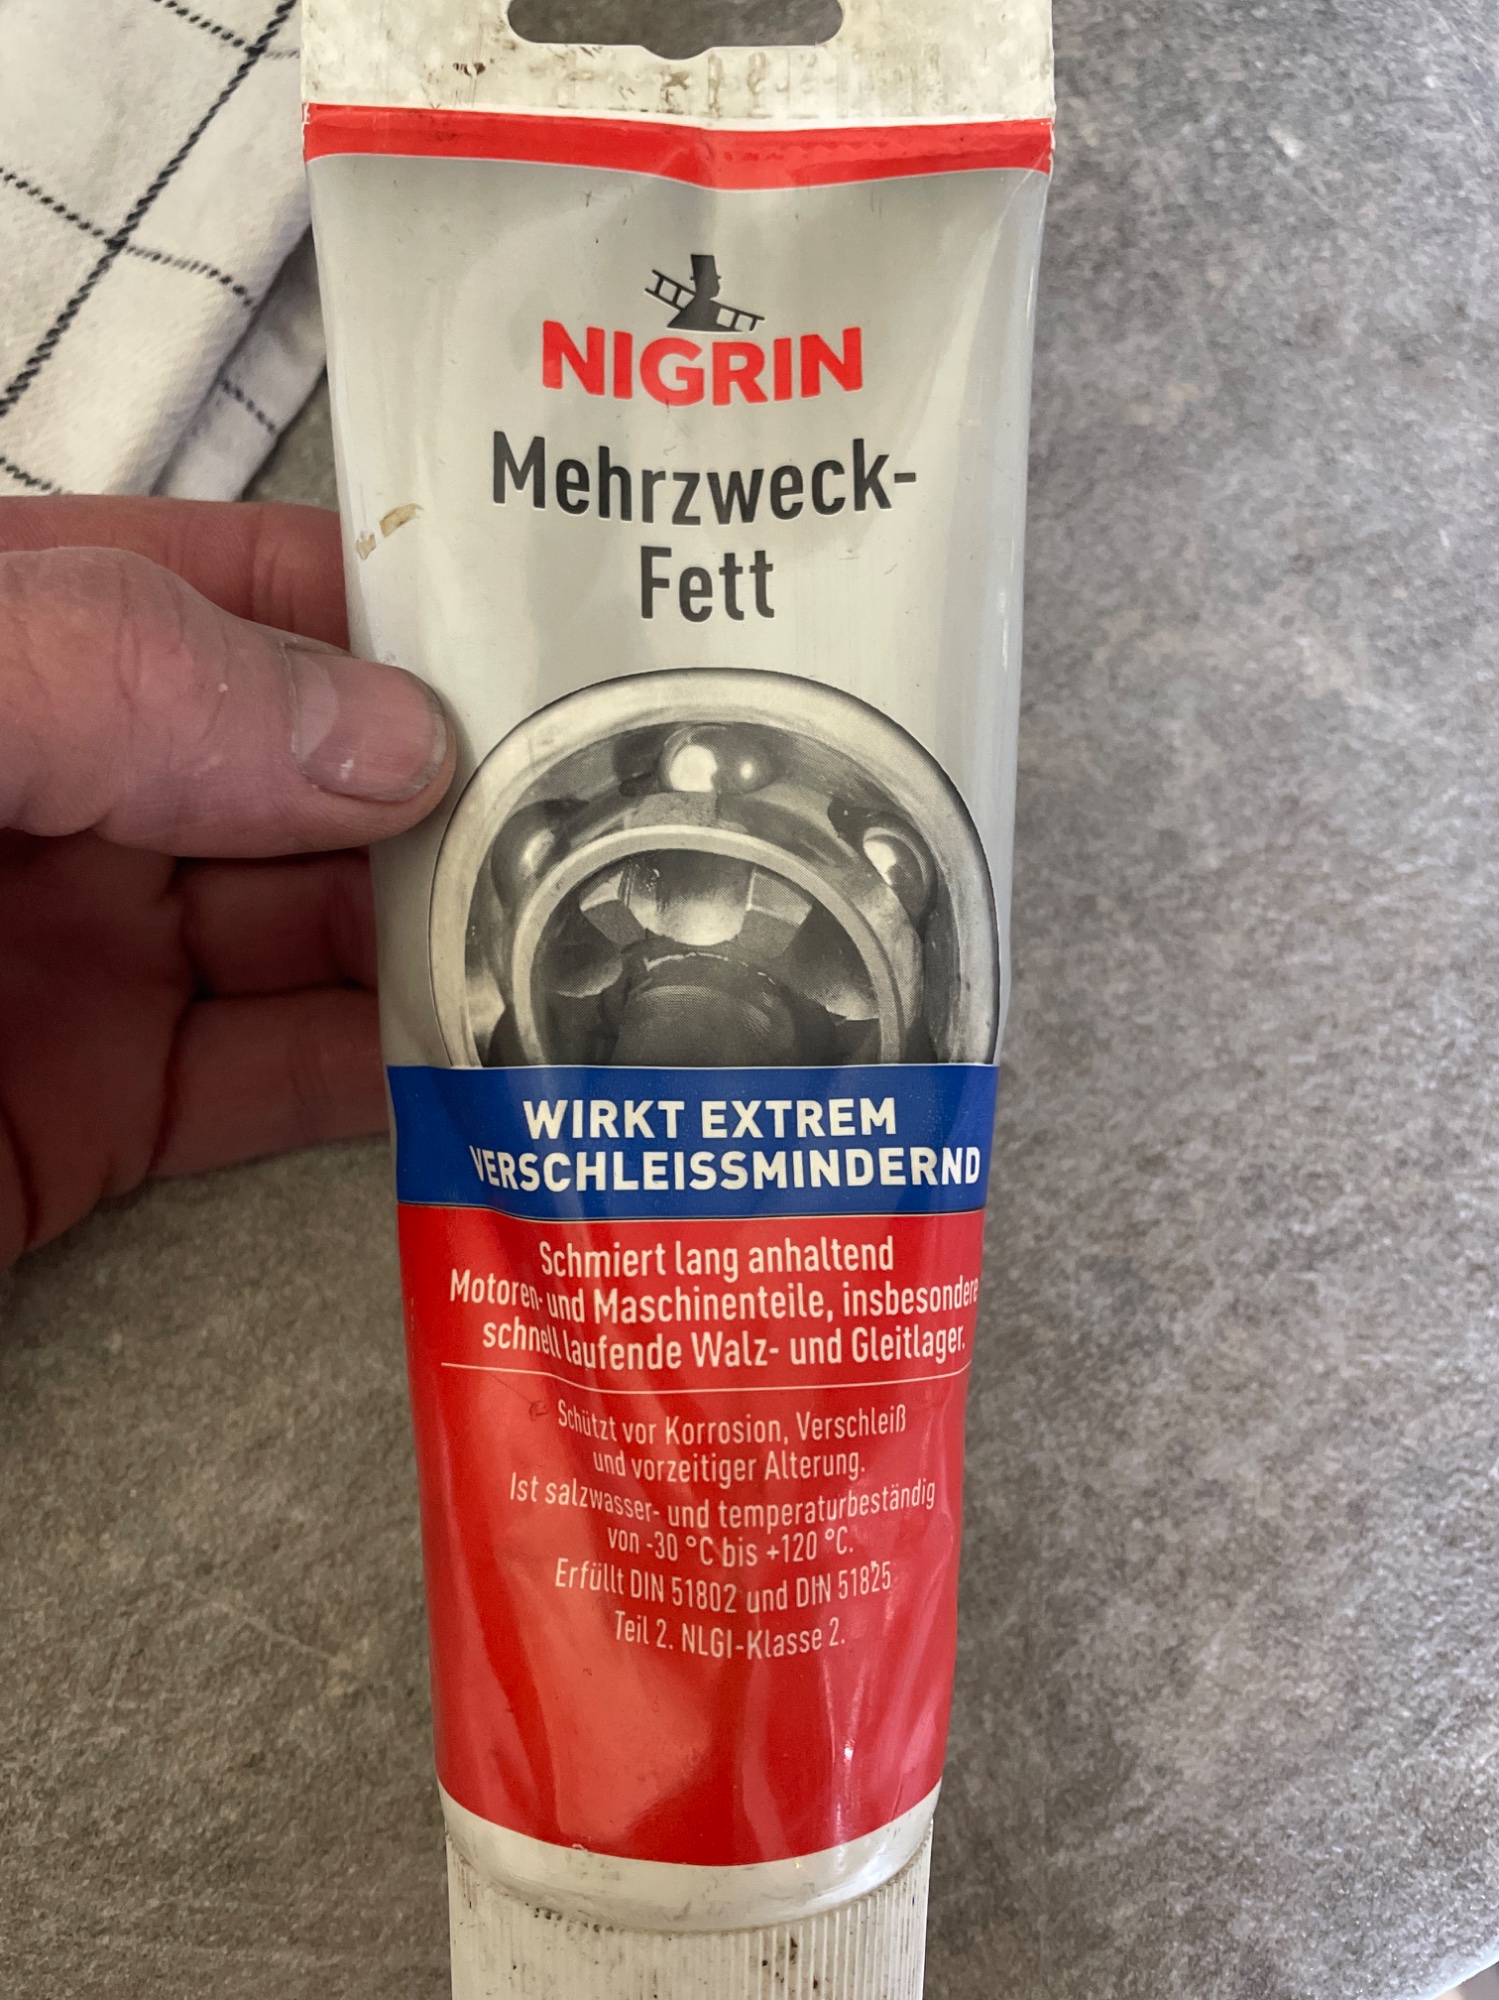 NIGRIN
Mehrzweck-
Fett
WIRKT EXTREM
VERSCHLEISSMINDERND
Schmiert lang anhaltend
Motoren- und Maschinenteile, insbesondere
schnell laufende Walz- und Gleitlager.
Schützt vor Korrosion, Verschleiß
und vorzeitiger Alterung.
Ist salzwasser- und temperaturbeständig
von -30 °C bis +120 °C.
Erfüllt DIN 51802 und DIN 51825
Teil 2. NLGI-Klasse 2.